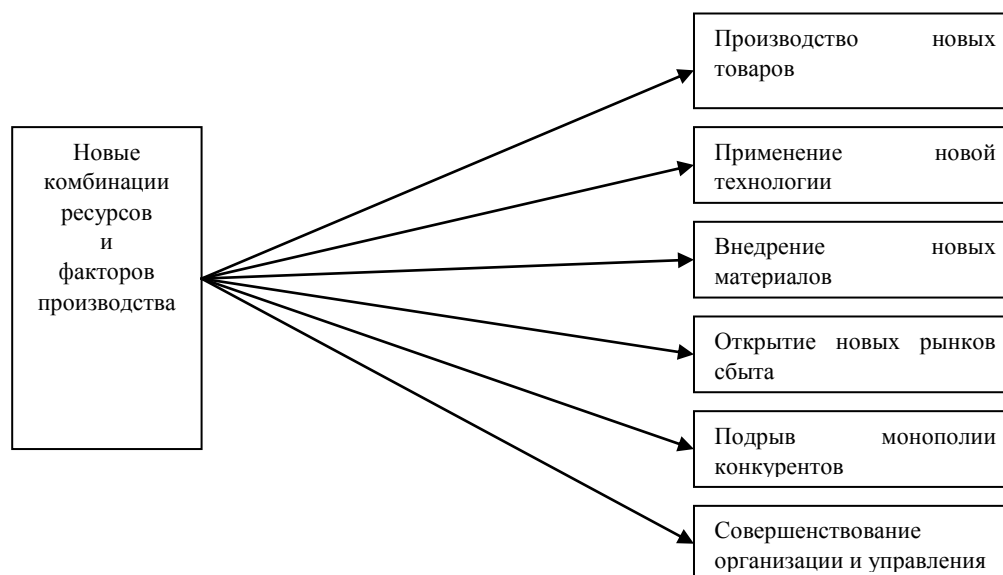 Новые
комбинации
ресурсов
и
факторов
производства
Производство новых
товаров
Применение новой
технологии
Внедрение новых
материалов
Открытие новых рынков
сбыта
Подрыв монополии
конкурентов
Совершенствование
организации и управления